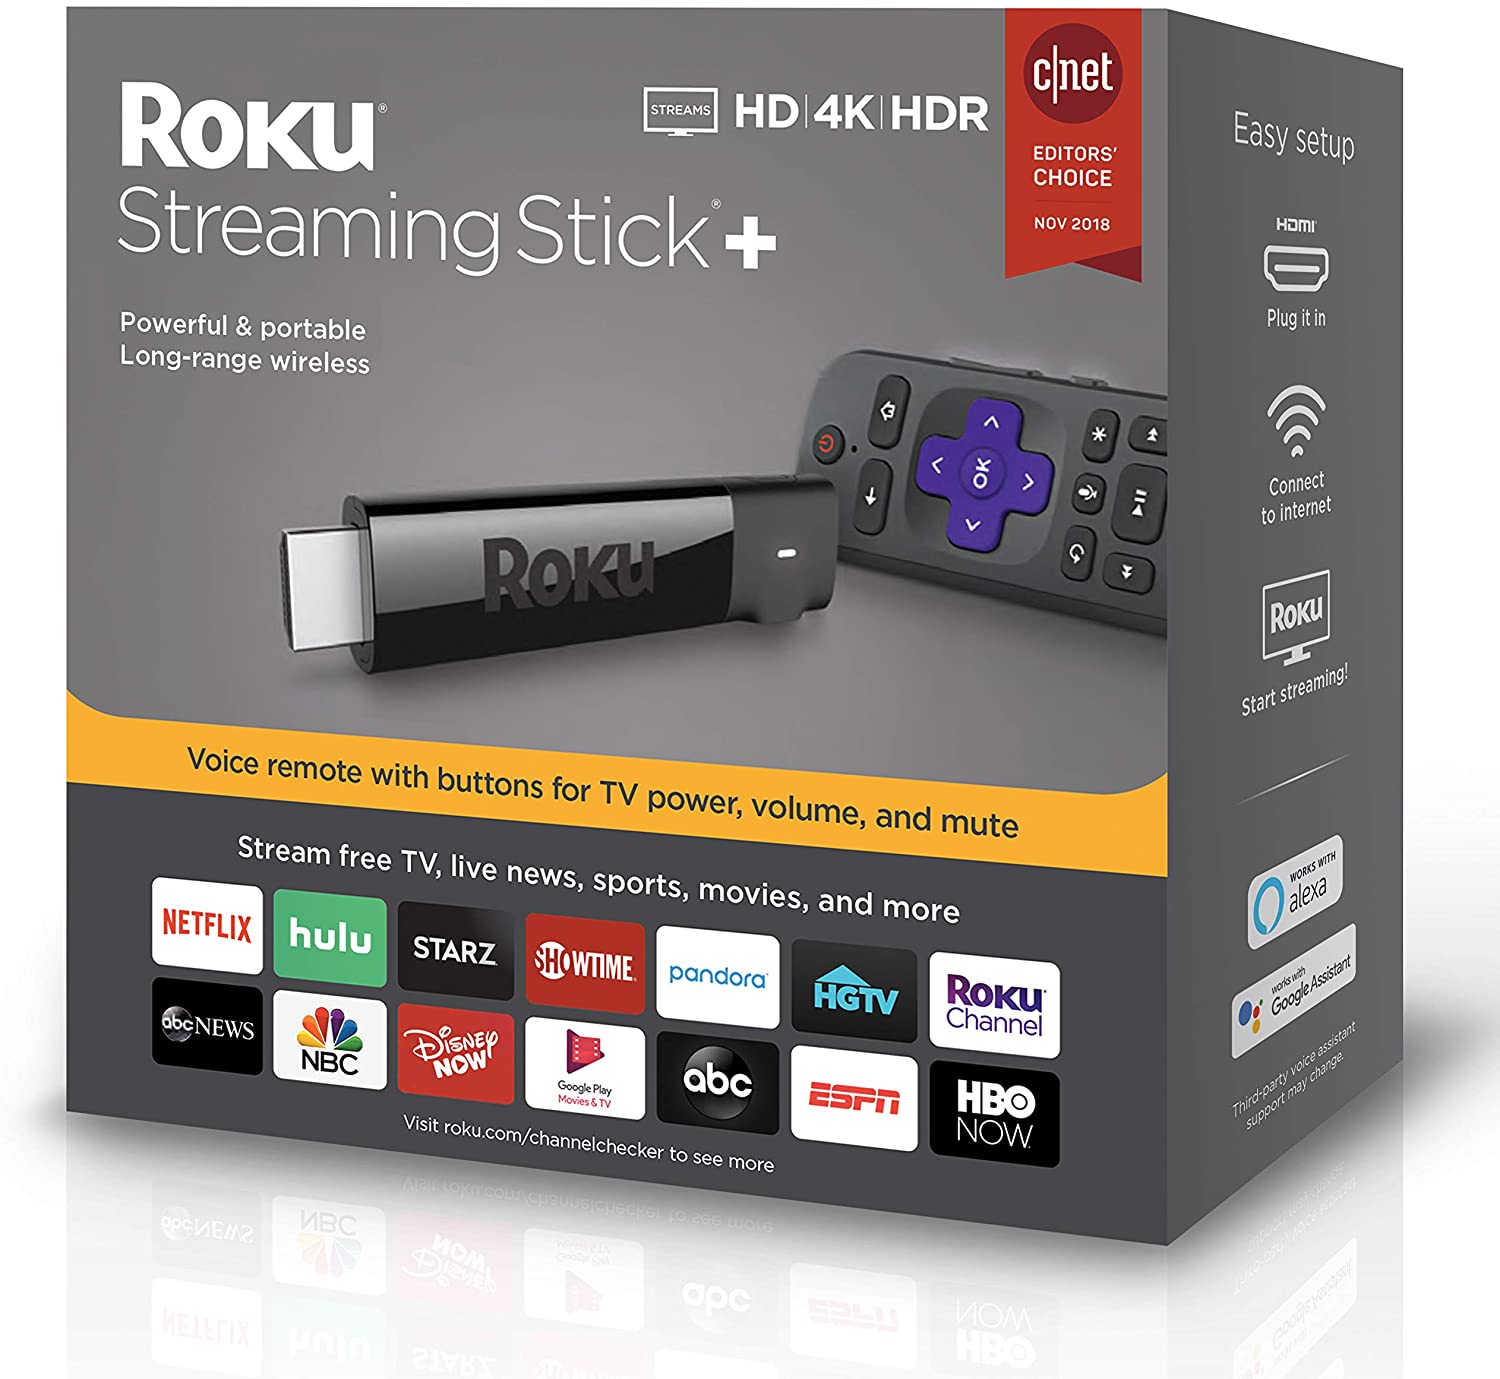 ROKU®
Streaming Stick®+
Powerful & portable
Long-range wireless
STREAMS HD|4K|HDR
c|net
EDITORS'
CHOICE
NOV 2018
OK
ROKU
Voice remote with buttons for TV power, volume, and mute
Stream free TV, live news, sports, movies, and more
NETFLIX hulu STARZ SHOWTIME pandora HGTV ROKU Channel
abc NEWS NBC DISNEY NOW Google Play Movies & TV abc ESPN HBO NOW
Visit roku.com/channelchecker to see more
Easy setup
HDMI
Plug it in
Connect
to internet
ROKU
Start streaming!
WORKS WITH
alexa
works with
Google Assistant
Third-party voice assistant
support may change.